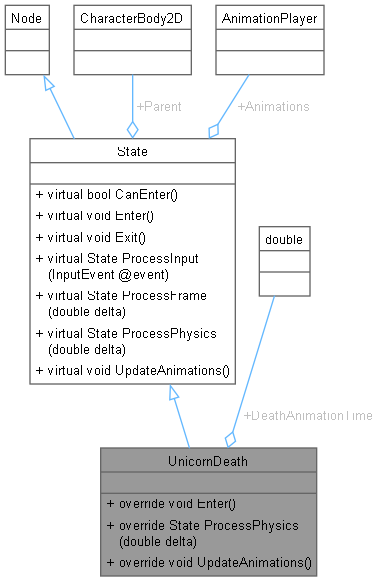 Node
CharacterBody2D
AnimationPlayer
+Parent
+Animations
State
+ virtual bool CanEnter()
+ virtual void Enter()
+ virtual void Exit()
+ virtual State ProcessInput
(InputEvent @event)
+ virtual State ProcessFrame
(double delta)
+ virtual State ProcessPhysics
(double delta)
+ virtual void UpdateAnimations()
double
+DeathAnimationTime
UnicornDeath
+ override void Enter()
+ override State ProcessPhysics
(double delta)
+ override void UpdateAnimations()